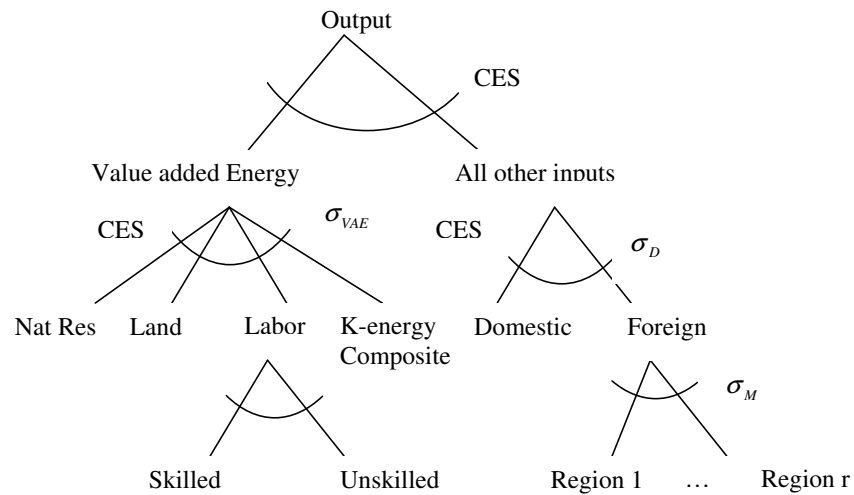 Output
CES
Value added Energy
All other inputs
CES
σVAE
CES
σD
Nat Res
Land
Labor
K-energy
Composite
Domestic
Foreign
σM
Skilled
Unskilled
Region 1
…
Region r